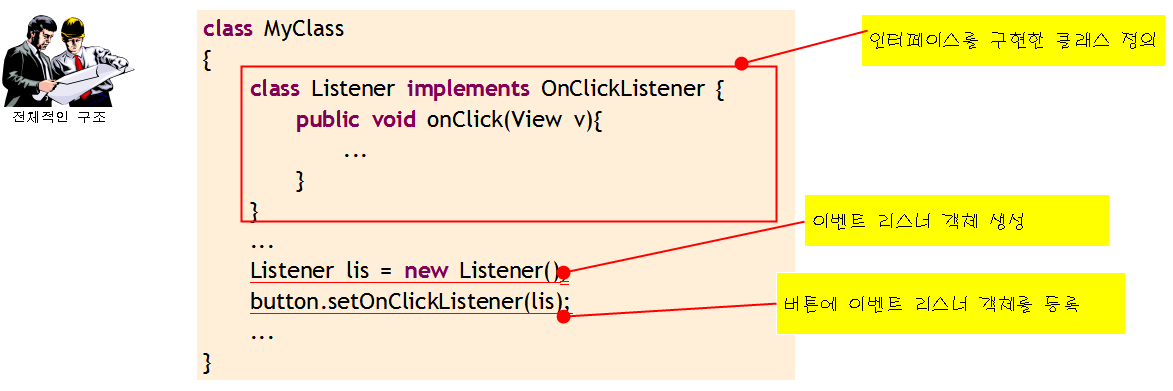 전체적인 구조
class MyClass
{
class Listener implements OnClickListener {
public void onClick(View v){
...
}
}
...
Listener lis = new Listener();
button.setOnClickListener(lis);
...
}
인터페이스를 구현한 클래스 정의
이벤트 리스너 객체 생성
버튼에 이벤트 리스너 객체를 등록